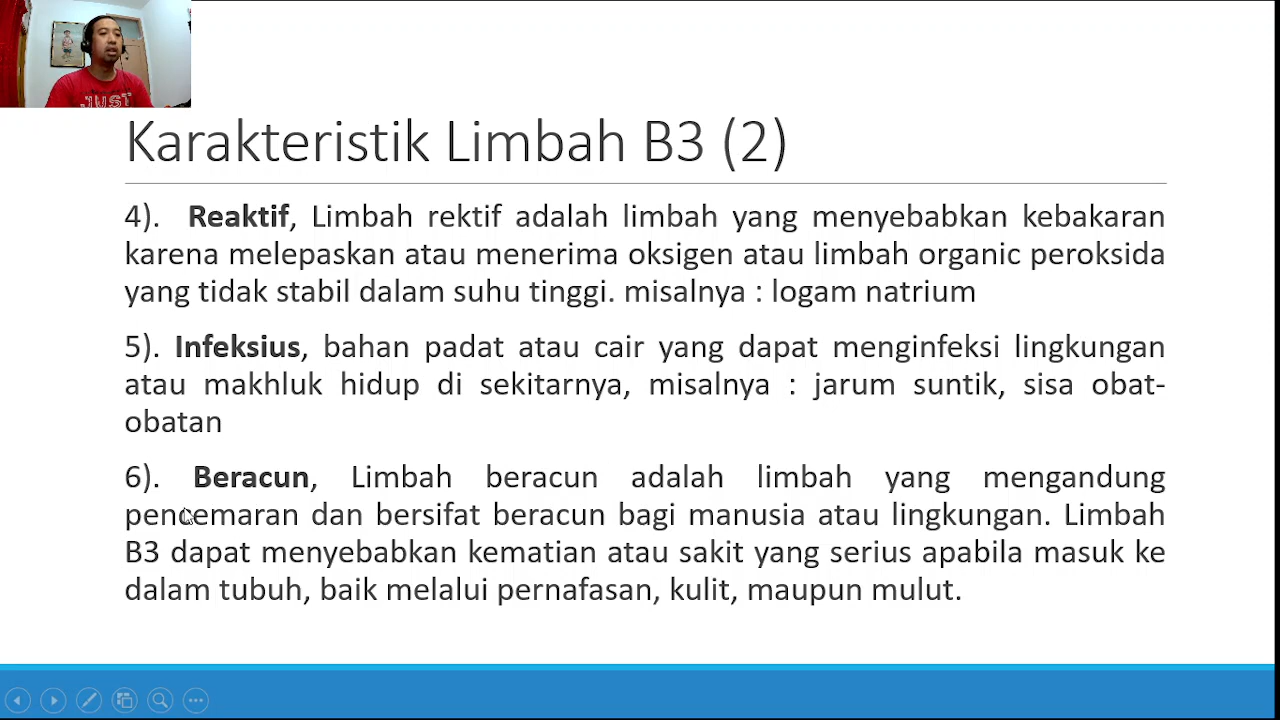 JUST
Karakteristik Limbah B3 (2)
4). Reaktif, Limbah rektif adalah limbah yang menyebabkan kebakaran
karena melepaskan atau menerima oksigen atau limbah organic peroksida
yang tidak stabil dalam suhu tinggi. misalnya : logam natrium
5). Infeksius, bahan padat atau cair yang dapat menginfeksi lingkungan
atau makhluk hidup di sekitarnya, misalnya : jarum suntik, sisa obat-
obatan
6). Beracun, Limbah beracun adalah limbah yang mengandung
pencemaran dan bersifat beracun bagi manusia atau lingkungan. Limbah
B3 dapat menyebabkan kematian atau sakit yang serius apabila masuk ke
dalam tubuh, baik melalui pernafasan, kulit, maupun mulut.